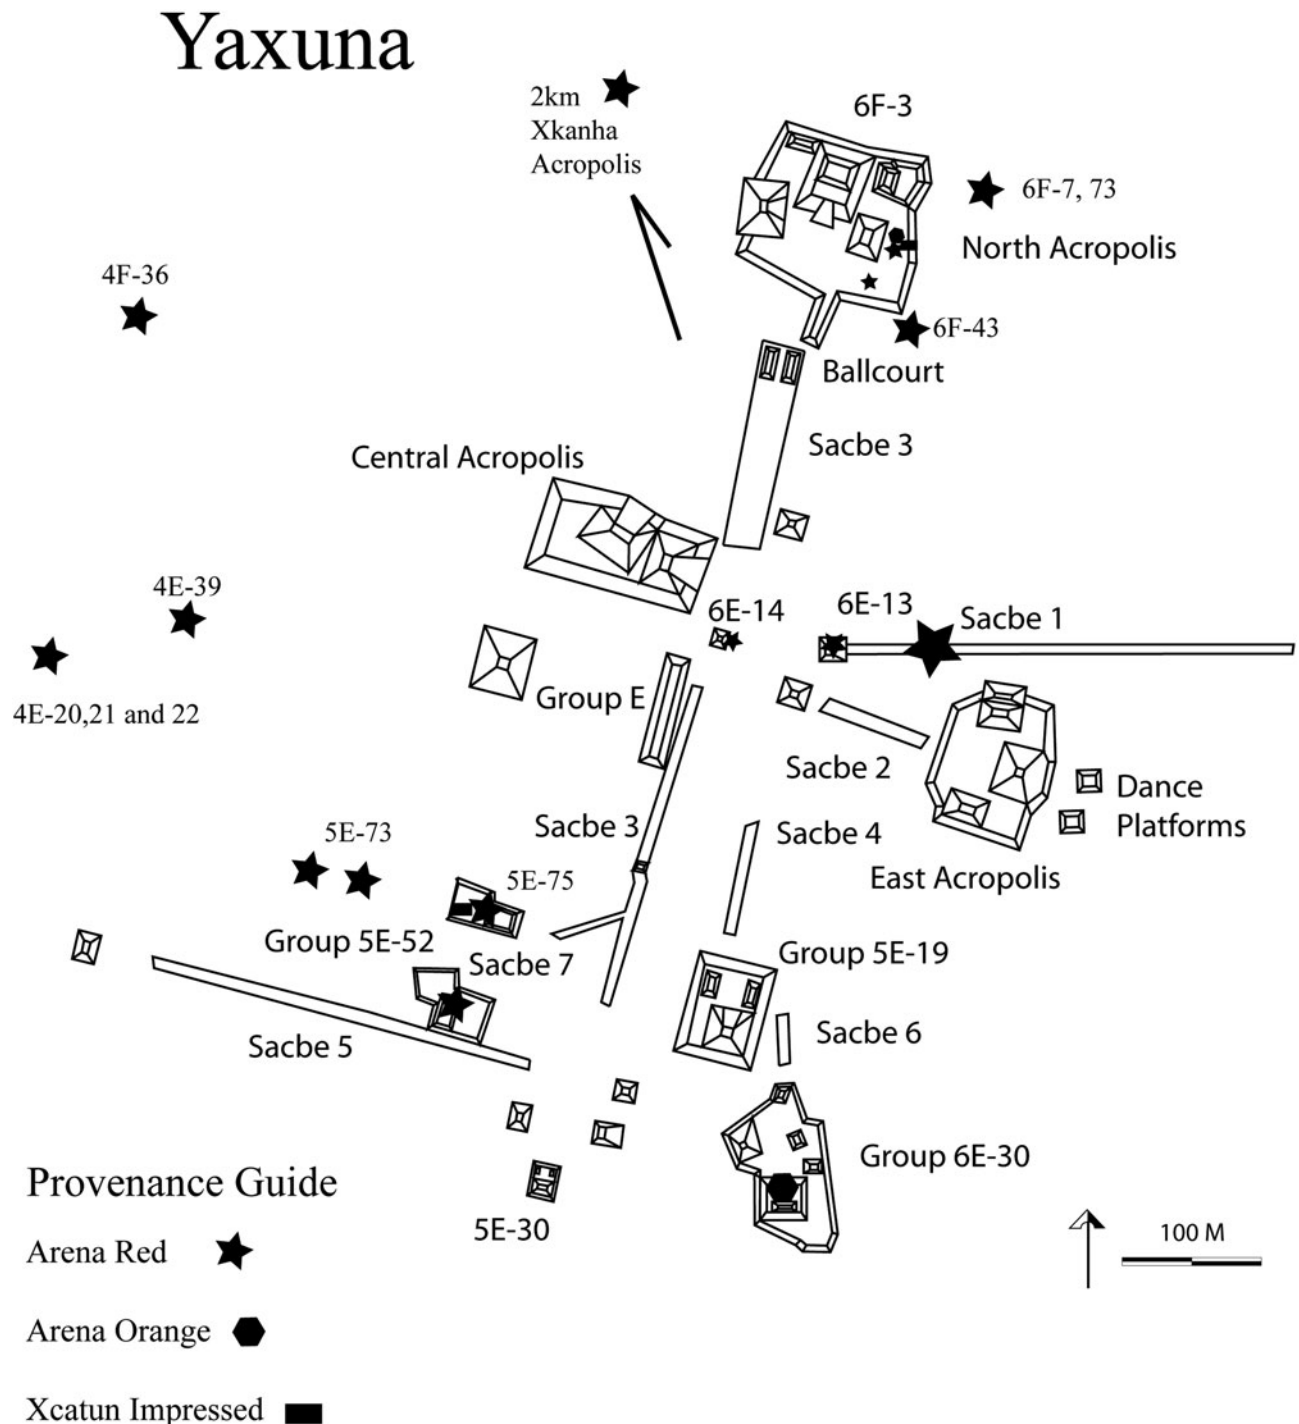 Yaxuna
2km
Xkanha
Acropolis
6F-3
6F-7, 73
North Acropolis
4F-36
6F-43
Ballcourt
Sacbe 3
Central Acropolis
4E-39
6E-14
6E-13
Sacbe 1
4E-20,21 and 22
Group E
Sacbe 2
Dance
Platforms
Sacbe 3
Sacbe 4
5E-73
5E-75
East Acropolis
Group 5E-52
Sacbe 7
Group 5E-19
Sacbe 5
Sacbe 6
Group 6E-30
5E-30
100 M
Provenance Guide
Arena Red
Arena Orange
Xcatun Impressed